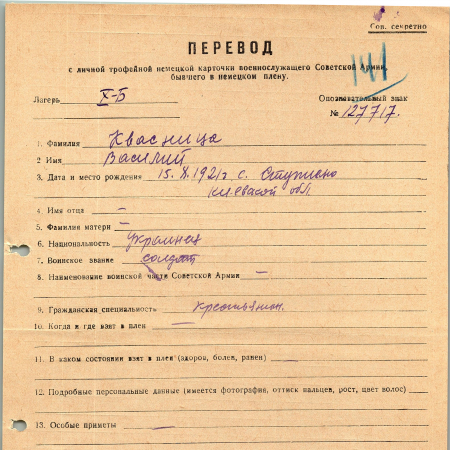 Сов. секретно
141
ПЕРЕВОД
с личной трофейной немецкой карточки военнослужащего Советской Армии,
бывшего в немецком плену.
Лагерь X-Б
Опознавательный знак
№ 127717.
1. Фамилия Квасница
2 Имя Василий
3. Дата и место рождения 15.X.1921г с. Ступино
Киевской обл.
4 Имя отца —
5. Фамилия матери —
6. Национальность украинец
7. Воинское звание солдат
8. Наименование воинской части Советской Армии —
9. Гражданская специальность крестьянин.
10. Когда и где взят в плен —
11. В каком состоянии взят в плен (здоров, болен, ранен) —
12. Подробные персональные данные (имеется фотография, оттиск пальцев, рост, цвет волос)
13. Особые приметы —